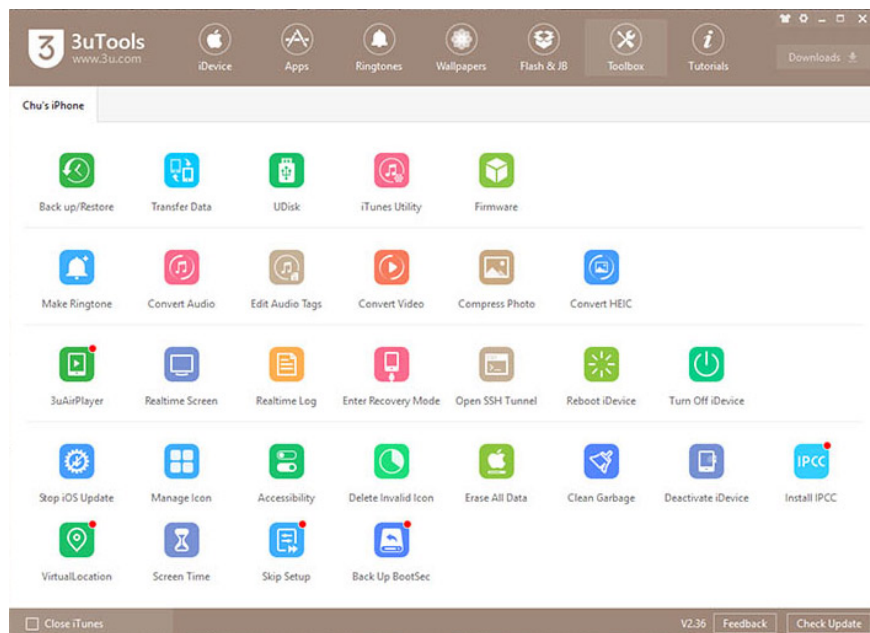 3 3uTools
www.3u.com
iDevice Apps Ringtones Wallpapers Flash & JB Toolbox Tutorials
Downloads
Chu's iPhone
Back up/Restore Transfer Data UDisk iTunes Utility Firmware
Make Ringtone Convert Audio Edit Audio Tags Convert Video Compress Photo Convert HEIC
3uAirPlayer Realtime Screen Realtime Log Enter Recovery Mode Open SSH Tunnel Reboot iDevice Turn Off iDevice
IPCC
Stop iOS Update Manage Icon Accessibility Delete Invalid Icon Erase All Data Clean Garbage Deactivate iDevice Install IPCC
VirtualLocation Screen Time Skip Setup Back Up BootSec
Close iTunes V2.36 Feedback Check Update